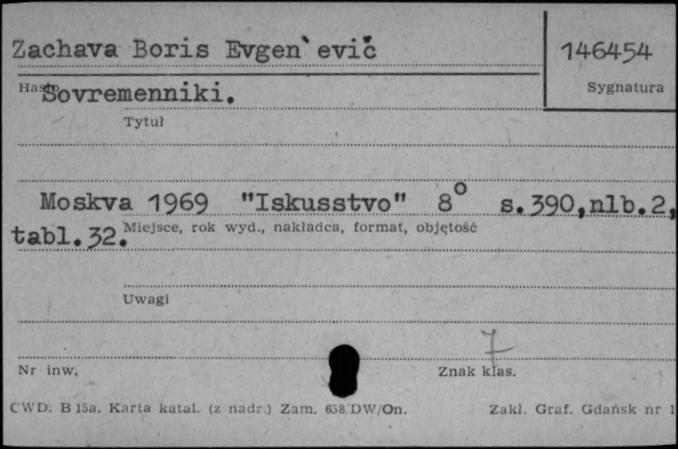 Zachava Boris Evgen`evič
146454
Hasło
Sygnatura
Sovremenniki.
Tytuł
Moskva 1969 "Iskusstvo" 8° s.390,nlb.2,
Miejsce, rok wyd., nakładca, format, objętość
tabl.32.
Uwagi
7
Nr inw.
Znak klas.
CWD. B 15a. Karta katal. (z nadr.) Zam. 658/DW/On.
Zakl. Graf. Gdańsk nr 1